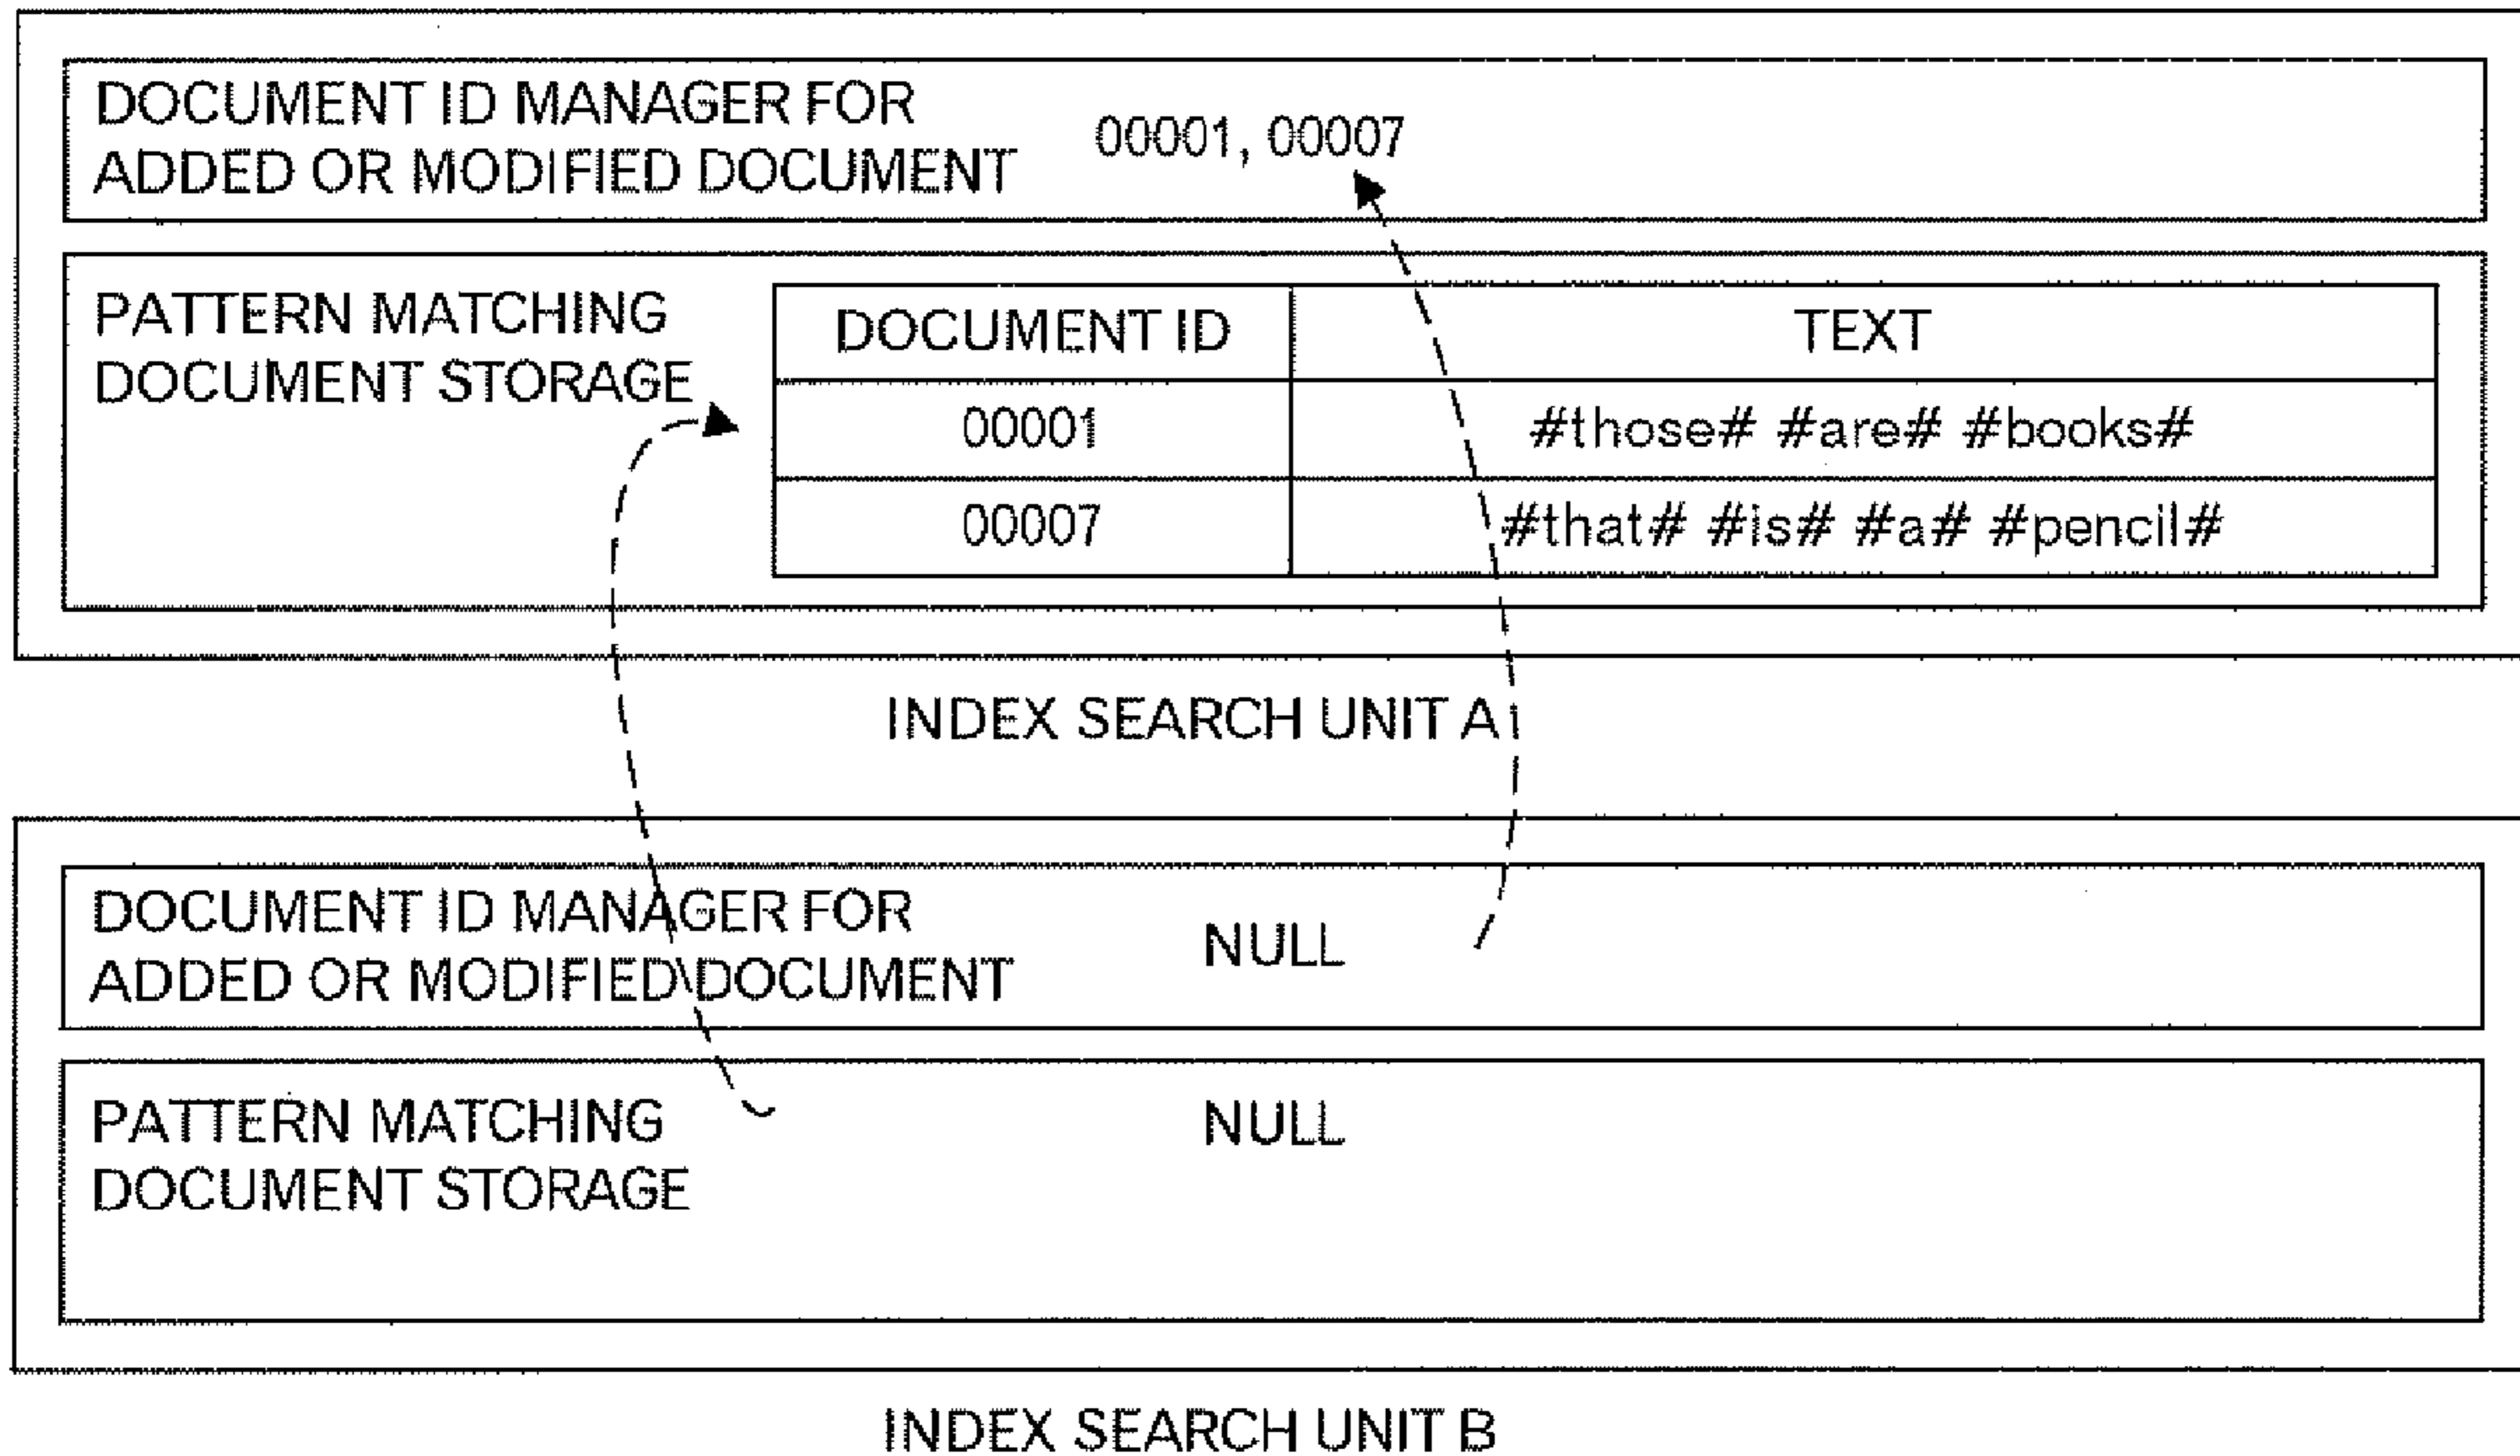 DOCUMENT ID MANAGER FOR
ADDED OR MODIFIED DOCUMENT
00001, 00007
PATTERN MATCHING
DOCUMENT STORAGE
DOCUMENT ID TEXT
00001 #those# #are# #books#
00007 #that# #is# #a# #pencil#
INDEX SEARCH UNIT A
DOCUMENT ID MANAGER FOR
ADDED OR MODIFIED DOCUMENT
NULL
PATTERN MATCHING
DOCUMENT STORAGE
NULL
INDEX SEARCH UNIT B